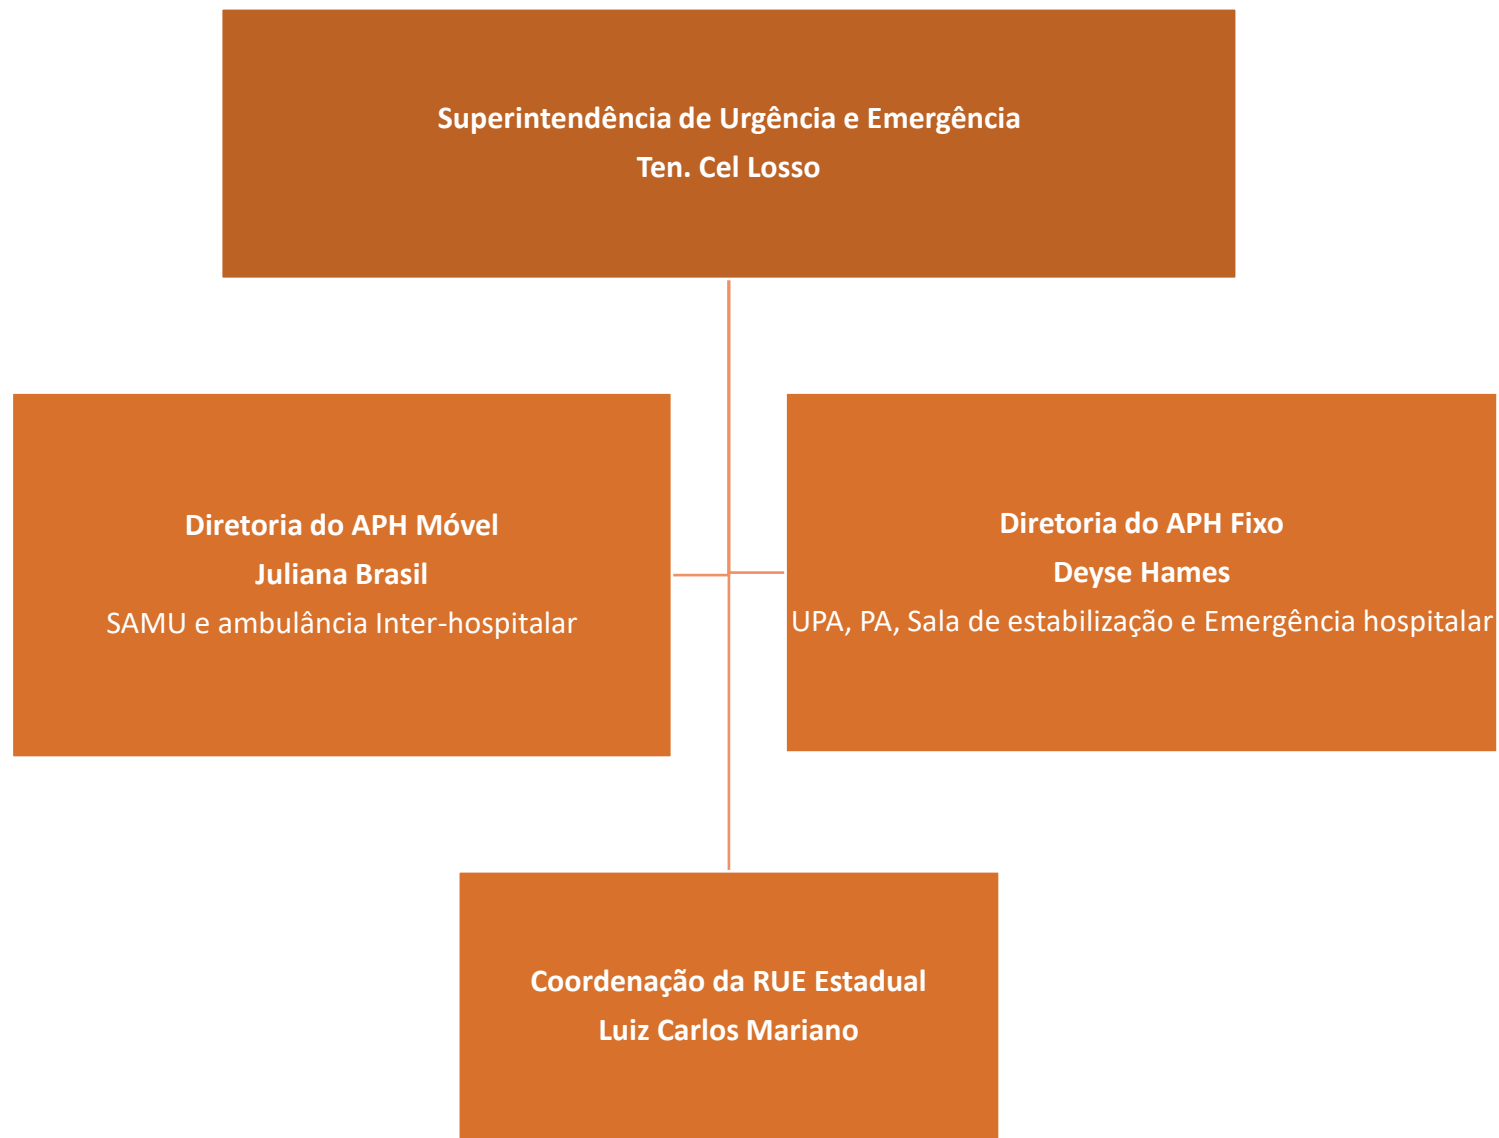 Superintendência de Urgência e Emergência
Ten. Cel Losso
Diretoria do APH Móvel
Juliana Brasil
SAMU e ambulância Inter-hospitalar
Diretoria do APH Fixo
Deyse Hames
UPA, PA, Sala de estabilização e Emergência hospitalar
Coordenação da RUE Estadual
Luiz Carlos Mariano